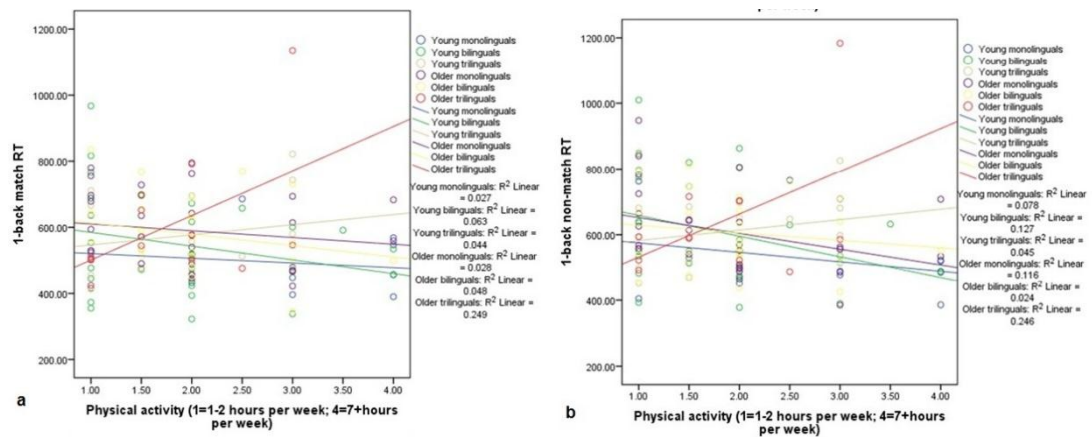 1200.00
1000.00
800.00
600.00
400.00
200.00
1-back match RT
1.00 1.50 2.00 2.50 3.00 3.50 4.00
a
Physical activity (1=1-2 hours per week; 4=7+hours
per week)
Young monolinguals
Young bilinguals
Young trilinguals
Older monolinguals
Older bilinguals
Older trilinguals
Young monolinguals
Young bilinguals
Young trilinguals
Older monolinguals
Older bilinguals
Older trilinguals
Young monolinguals: R² Linear
= 0.027
Young bilinguals: R² Linear =
0.063
Young trilinguals: R² Linear =
0.044
Older monolinguals: R² Linear
= 0.028
Older bilinguals: R² Linear =
0.048
Older trilinguals: R² Linear =
0.249
1200.00
1000.00
800.00
600.00
400.00
200.00
1-back non-match RT
1.00 1.50 2.00 2.50 3.00 3.50 4.00
b
Physical activity (1=1-2 hours per week; 4=7+hours
per week)
Young monolinguals
Young bilinguals
Young trilinguals
Older monolinguals
Older bilinguals
Older trilinguals
Young monolinguals
Young bilinguals
Young trilinguals
Older monolinguals
Older bilinguals
Older trilinguals
Young monolinguals: R² Linear =
0.078
Young bilinguals: R² Linear =
0.127
Young trilinguals: R² Linear =
0.045
Older monolinguals: R² Linear =
0.116
Older bilinguals: R² Linear =
0.024
Older trilinguals: R² Linear =
0.246